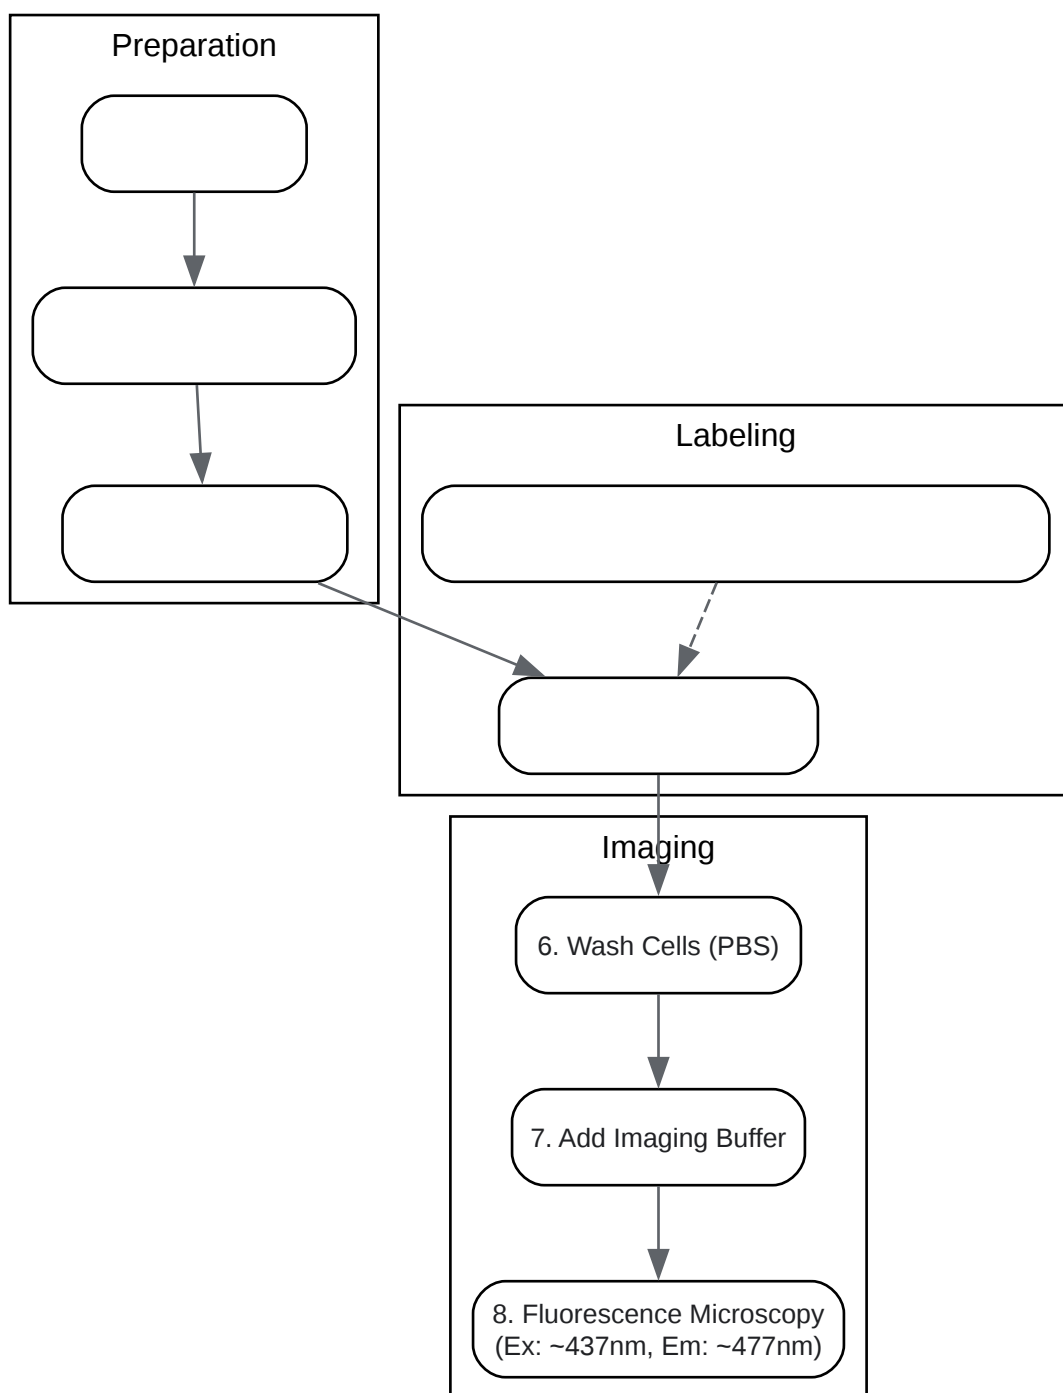 Preparation
Labeling
Imaging
6. Wash Cells (PBS)
7. Add Imaging Buffer
8. Fluorescence Microscopy
(Ex: ~437nm, Em: ~477nm)